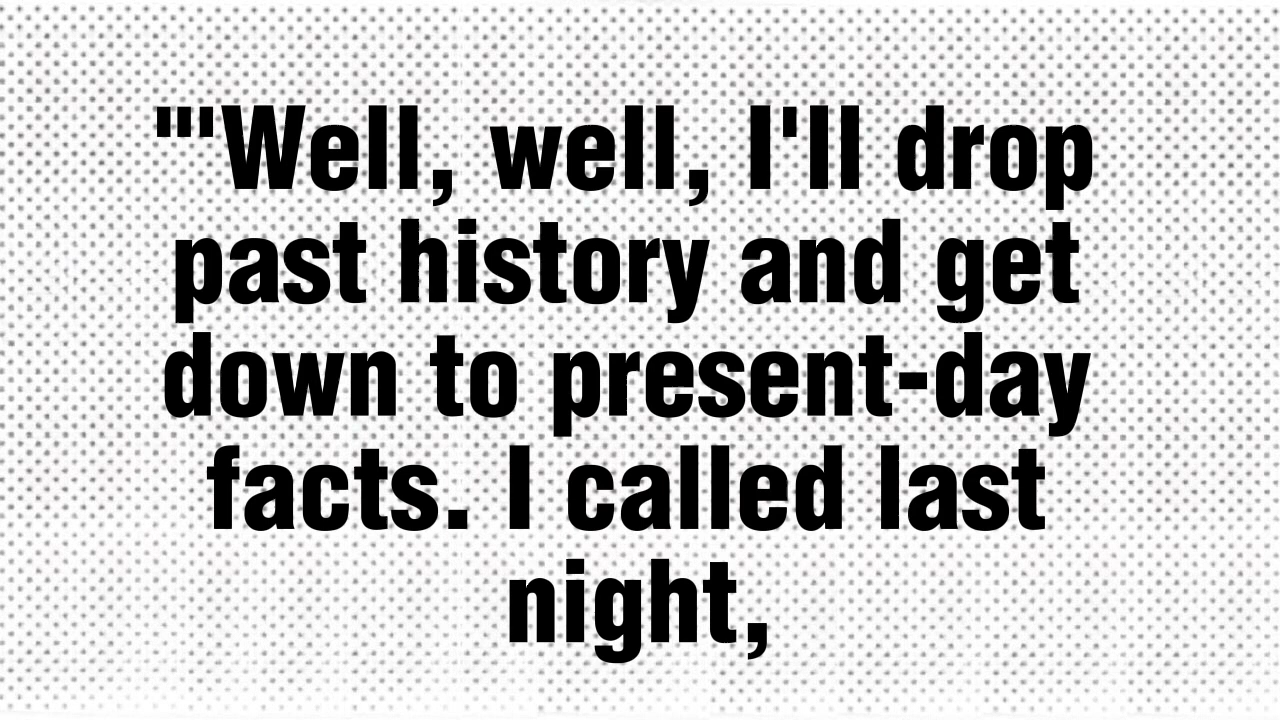 "'Well, well, I'll drop
past history and get
down to present-day
facts. I called last
night,